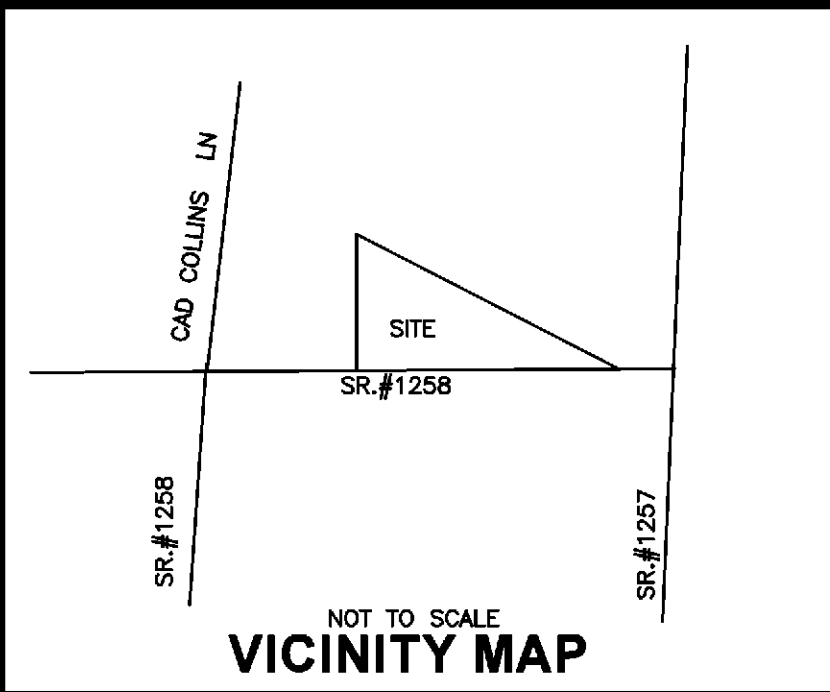 CAD COLLINS LN
SITE
SR.#1258
SR.#1258
SR.#1257
NOT TO SCALE
VICINITY MAP